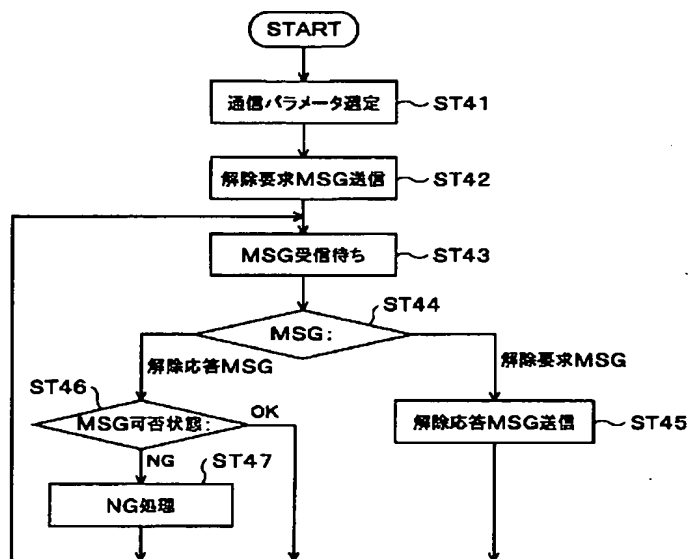 START
通信パラメータ選定
ST41
解除要求MSG送信
ST42
MSG受信待ち
ST43
ST44
MSG:
解除応答MSG
解除要求MSG
ST46
MSG可否状態:
OK
解除応答MSG送信
ST45
NG
ST47
NG処理